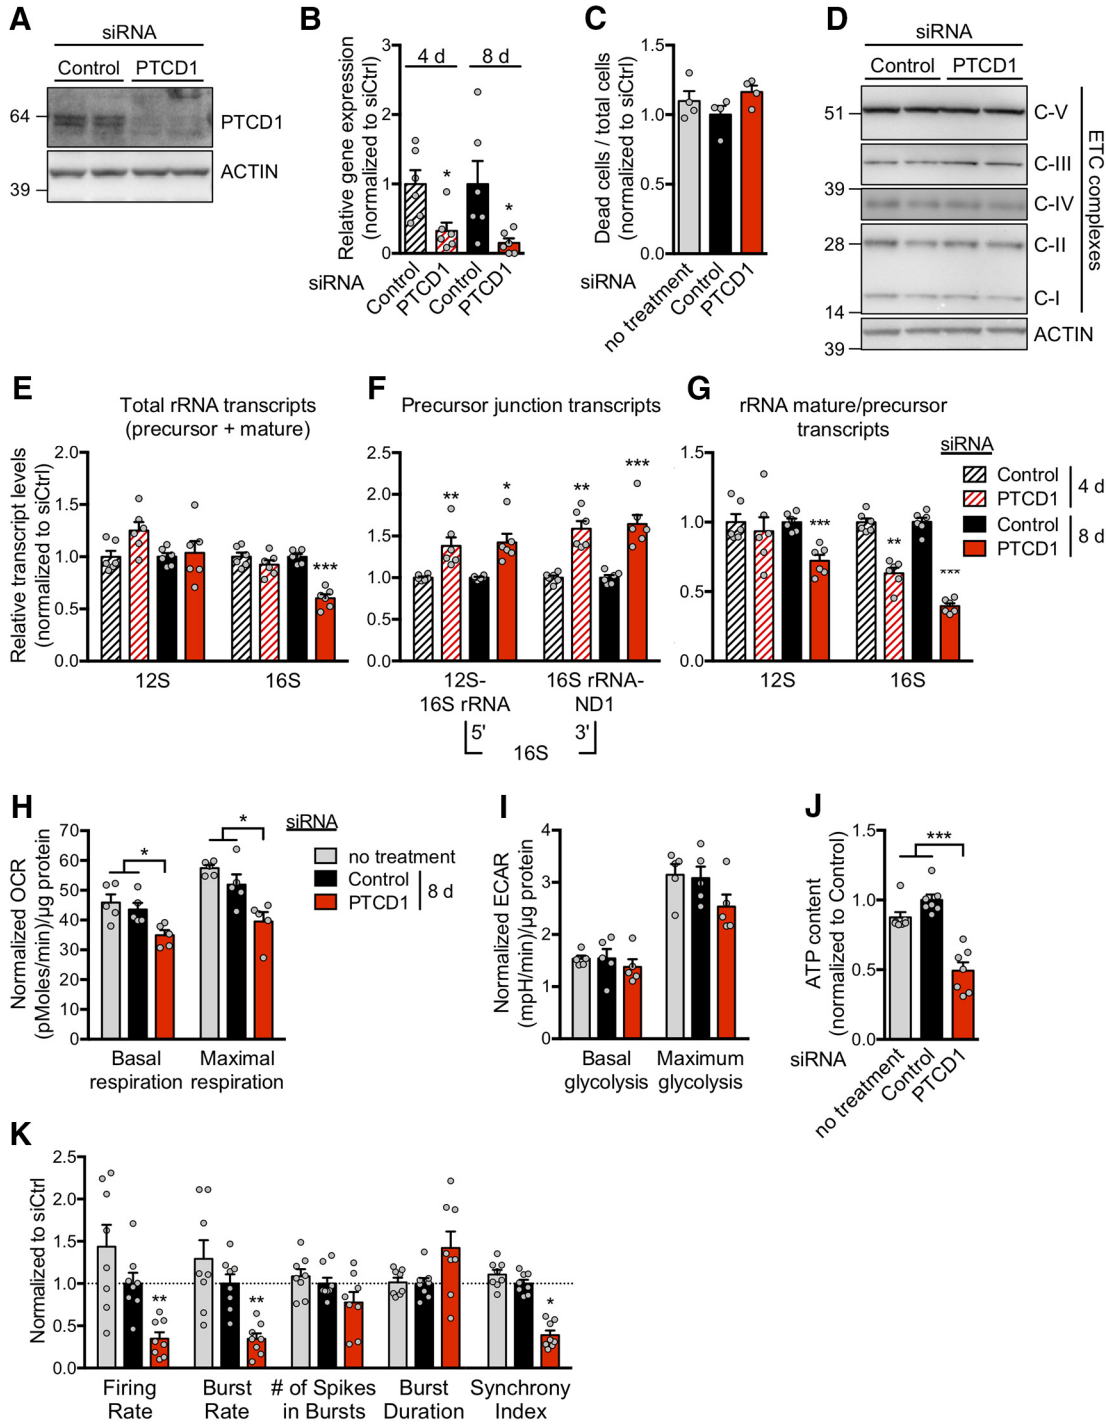 A
siRNA
Control PTCD1
64
PTCD1
ACTIN
39
B
4 d 8 d
Relative gene expression
(normalized to siCtrl)
3
2
1
0
*
*
siRNA
Control
PTCD1
Control
PTCD1
C
Dead cells / total cells
(normalized to siCtrl)
1.5
1.0
0.5
0.0
siRNA
no treatment
Control
PTCD1
D
siRNA
Control PTCD1
51
39
28
14
39
C-V
C-III
C-IV
C-II
C-I
ACTIN
ETC complexes
E
Total rRNA transcripts
(precursor + mature)
Relative transcript levels
(normalized to siCtrl)
2.0
1.5
1.0
0.5
0.0
***
12S 16S
F
Precursor junction transcripts
2.5
2.0
1.5
1.0
0.5
0.0
** * ** ***
12S- 16S rRNA-
16S rRNA ND1
5' 3'
16S
G
rRNA mature/precursor
transcripts
1.5
1.0
0.5
0.0
*** ** ***
12S 16S
siRNA
Control
PTCD1
4 d
Control
PTCD1
8 d
H
Normalized OCR
(pMoles/min)/µg protein
70
60
50
40
30
20
10
0
* *
Basal Maximal
respiration respiration
siRNA
no treatment
Control
PTCD1
8 d
I
Normalized ECAR
(mpH/min)/µg protein
4
3
2
1
0
Basal Maximum
glycolysis glycolysis
J
ATP content
(normalized to Control)
1.5
1.0
0.5
0.0
***
siRNA
no treatment
Control
PTCD1
K
Normalized to siCtrl
2.5
2.0
1.5
1.0
0.5
0.0
** ** *
Firing Burst # of Spikes Burst Synchrony
Rate Rate in Bursts Duration Index